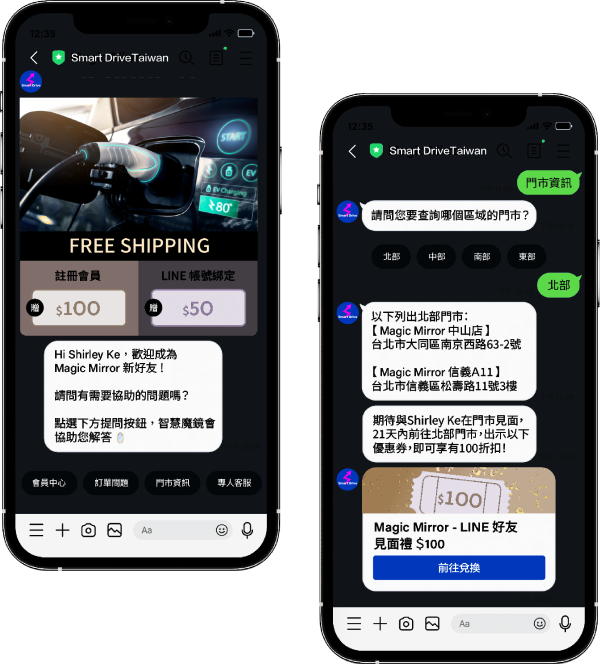 12:35
Smart DriveTaiwan
Smart Drive
START
EV
EV Charging
80%
FREE SHIPPING
註冊會員
贈
$100
LINE 帳號綁定
贈
$50
Hi Shirley Ke，歡迎成為
Magic Mirror 新好友！
請問有需要協助的問題嗎?
點選下方提問按鈕，智慧魔鏡會
協助您解答
會員中心
訂單問題
門市資訊
專人客服
Aa
12:35
Smart DriveTaiwan
門市資訊
Smart Drive
請問您要查詢哪個區域的門市？
北部
中部
南部
東部
北部
Smart Drive
以下列出北部門市：
【 Magic Mirror 中山店 】
台北市大同區南京西路63-2號
【 Magic Mirror 信義A11 】
台北市信義區松壽路11號3樓
期待與Shirley Ke在門市見面，
21天內前往北部門市，出示以下
優惠券，即可享有100折扣！
Smart Drive
$100
Magic Mirror - LINE 好友
見面禮 $100
前往兌換
Aa